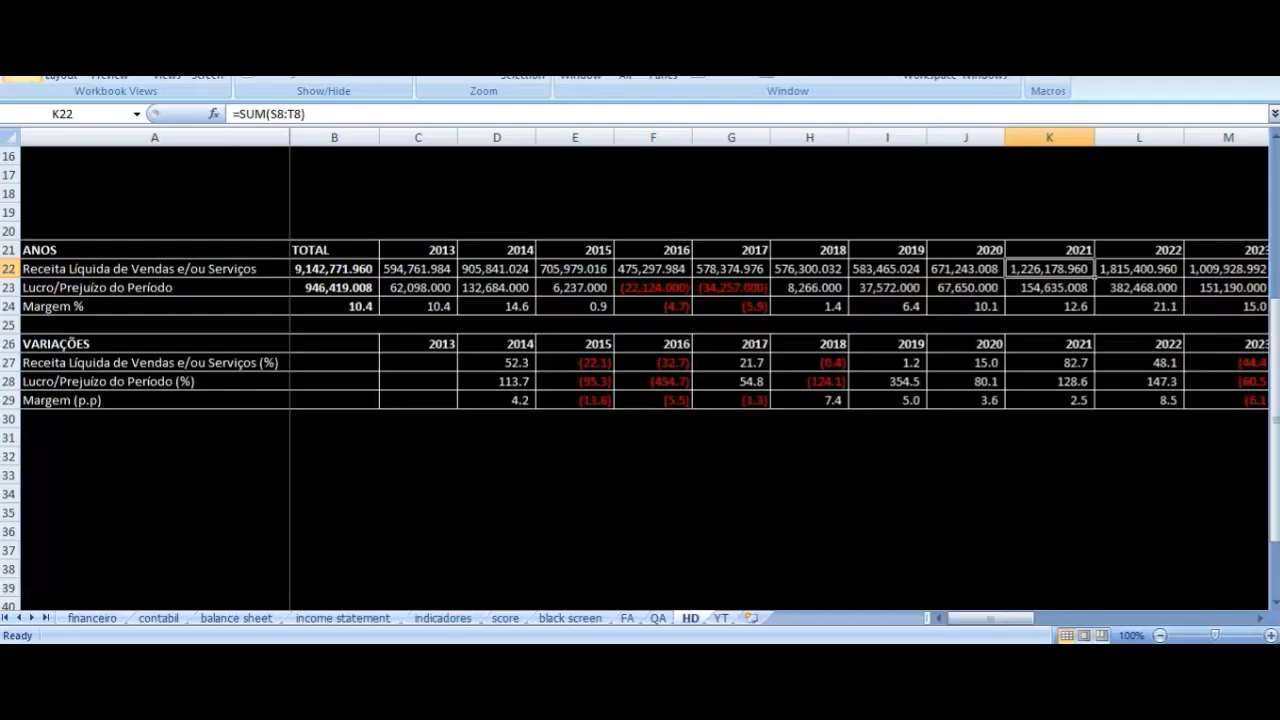 Workbook Views Show/Hide Zoom Window Macros
K22 fx =SUM(S8:T8)
A B C D E F G H I J K L M
16
17
18
19
20
21 ANOS TOTAL 2013 2014 2015 2016 2017 2018 2019 2020 2021 2022 2023
22 Receita Líquida de Vendas e/ou Serviços 9,142,771.960 594,761.984 905,841.024 705,979.016 475,297.984 578,374.976 576,300.032 583,465.024 671,243.008 1,226,178.960 1,815,400.960 1,009,928.992
23 Lucro/Prejuízo do Período 946,419.008 62,098.000 132,684.000 6,237.000 (22,124.000) (34,257.000) 8,266.000 37,572.000 67,650.000 154,635.008 382,468.000 151,190.000
24 Margem % 10.4 10.4 14.6 0.9 (4.7) (5.9) 1.4 6.4 10.1 12.6 21.1 15.0
25
26 VARIAÇÕES 2013 2014 2015 2016 2017 2018 2019 2020 2021 2022 2023
27 Receita Líquida de Vendas e/ou Serviços (%) 52.3 (22.1) (32.7) 21.7 (0.4) 1.2 15.0 82.7 48.1 (44.4
28 Lucro/Prejuízo do Período (%) 113.7 (95.3) (454.7) 54.8 (124.1) 354.5 80.1 128.6 147.3 (60.5
29 Margem (p.p) 4.2 (13.8) (5.5) (1.3) 7.4 5.0 3.6 2.5 8.5 (6.1
30
31
32
33
34
35
36
37
38
39
40
financeiro contabil balance sheet income statement indicadores score black screen FA QA HD YT
Ready 100%